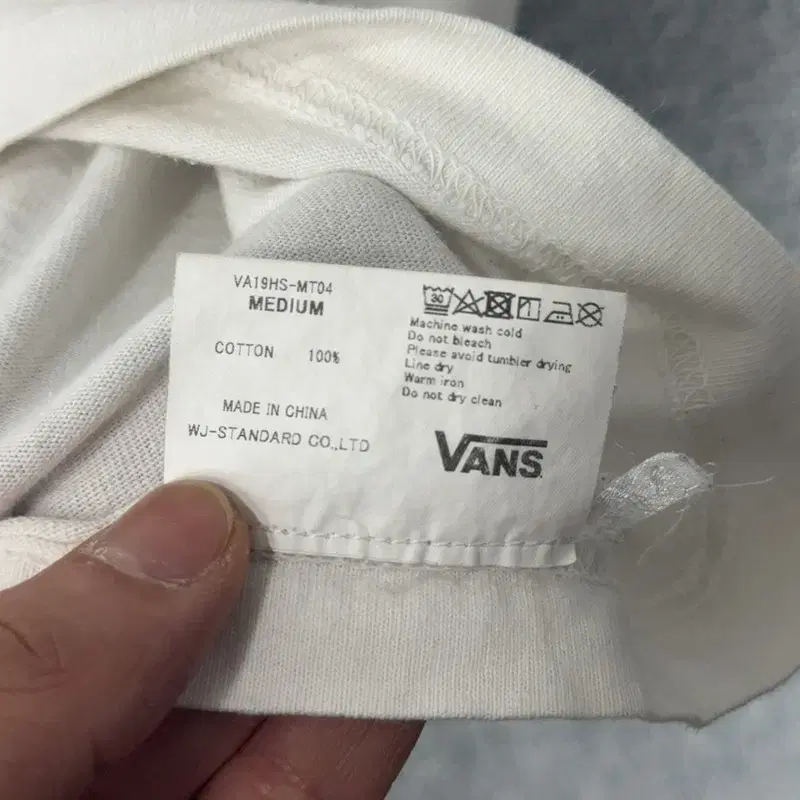 VA19HS-MT04
MEDIUM
COTTON 100%
MADE IN CHINA
WJ-STANDARD CO.,LTD
30
Machine wash cold
Do not bleach
Please avoid tumbler drying
Line dry
Warm iron
Do not dry clean
VANS